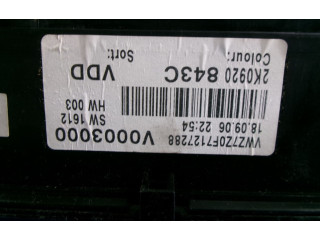 VWZ7Z0F7127288
18.09.06 22:54
V0003000
SW 1612
HW 003
2K0920 843C
Colour:
VDD
Sort: